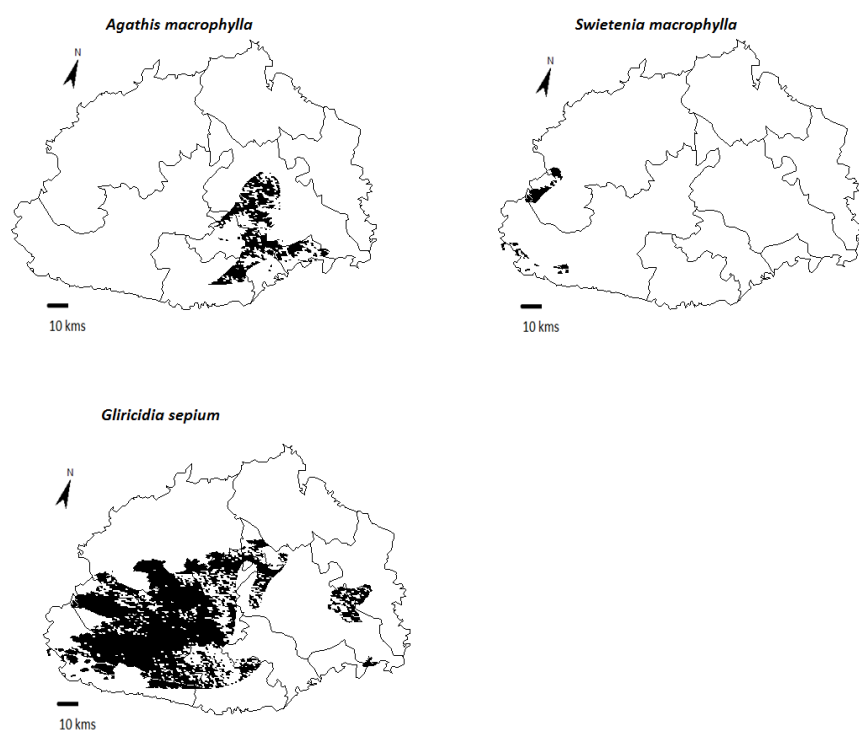 Agathis macrophylla
Swietenia macrophylla
N
N
10 kms
10 kms
Gliricidia sepium
N
10 kms